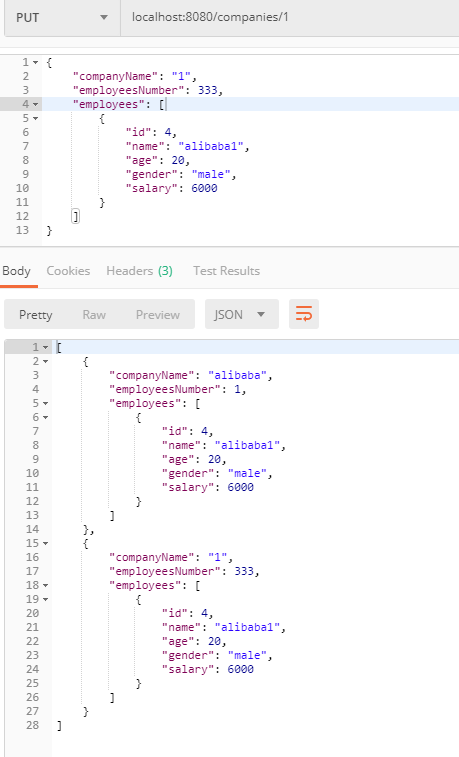 PUT localhost:8080/companies/1
1 {
2 "companyName": "1",
3 "employeesNumber": 333,
4 "employees": [
5 {
6 "id": 4,
7 "name": "alibaba1",
8 "age": 20,
9 "gender": "male",
10 "salary": 6000
11 }
12 ]
13 }
Body Cookies Headers (3) Test Results
Pretty Raw Preview JSON
1 [
2 {
3 "companyName": "alibaba",
4 "employeesNumber": 1,
5 "employees": [
6 {
7 "id": 4,
8 "name": "alibaba1",
9 "age": 20,
10 "gender": "male",
11 "salary": 6000
12 }
13 ]
14 },
15 {
16 "companyName": "1",
17 "employeesNumber": 333,
18 "employees": [
19 {
20 "id": 4,
21 "name": "alibaba1",
22 "age": 20,
23 "gender": "male",
24 "salary": 6000
25 }
26 ]
27 }
28 ]